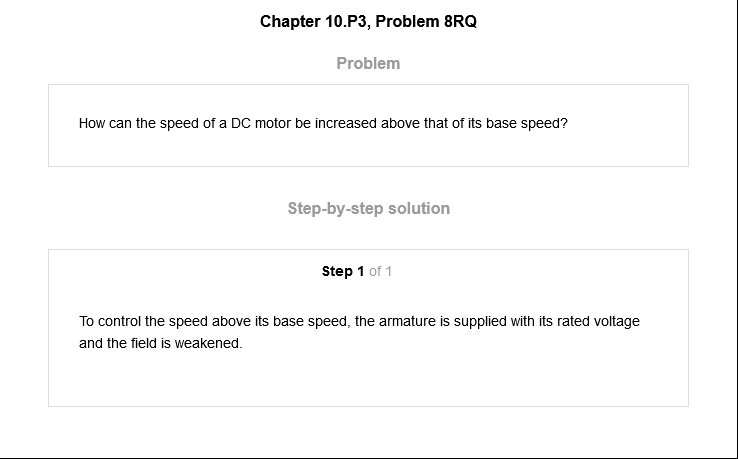 Chapter 10.P3, Problem 8RQ
Problem
How can the speed of a DC motor be increased above that of its base speed?
Step-by-step solution
Step 1 of 1
To control the speed above its base speed, the armature is supplied with its rated voltage
and the field is weakened.